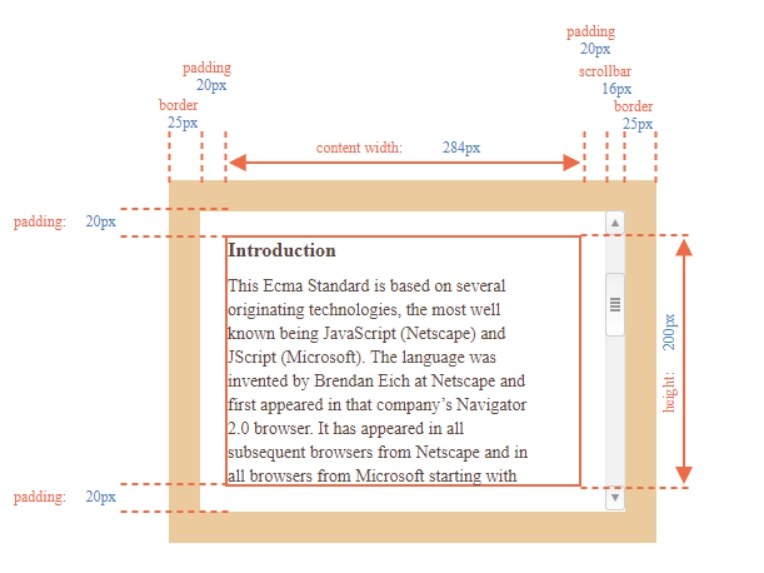 padding
20px
scrollbar
16px
border
25px
padding
20px
border
25px
content width: 284px
padding: 20px
Introduction
This Ecma Standard is based on several
originating technologies, the most well
known being JavaScript (Netscape) and
JScript (Microsoft). The language was
invented by Brendan Eich at Netscape and
first appeared in that company’s Navigator
2.0 browser. It has appeared in all
subsequent browsers from Netscape and in
all browsers from Microsoft starting with
height: 200px
padding: 20px